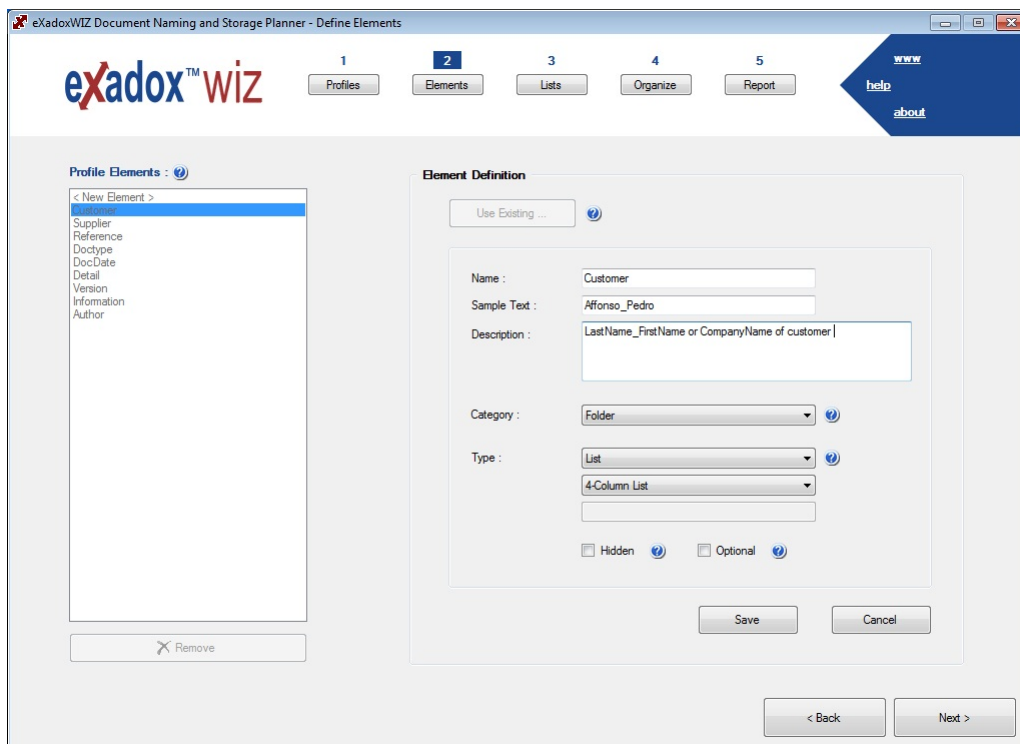 eXadoxWIZ Document Naming and Storage Planner - Define Elements
eXadox™wiz
1 2 3 4 5
Profiles Elements Lists Organize Report
www
help
about
Profile Elements :
< New Element >
Customer
Supplier
Reference
Doctype
DocDate
Detail
Version
Information
Author
Remove
Element Definition
Use Existing ...
Name : Customer
Sample Text : Affonso_Pedro
Description : LastName_FirstName or CompanyName of customer
Category : Folder
Type : List
4-Column List
Hidden Optional
Save Cancel
< Back Next >